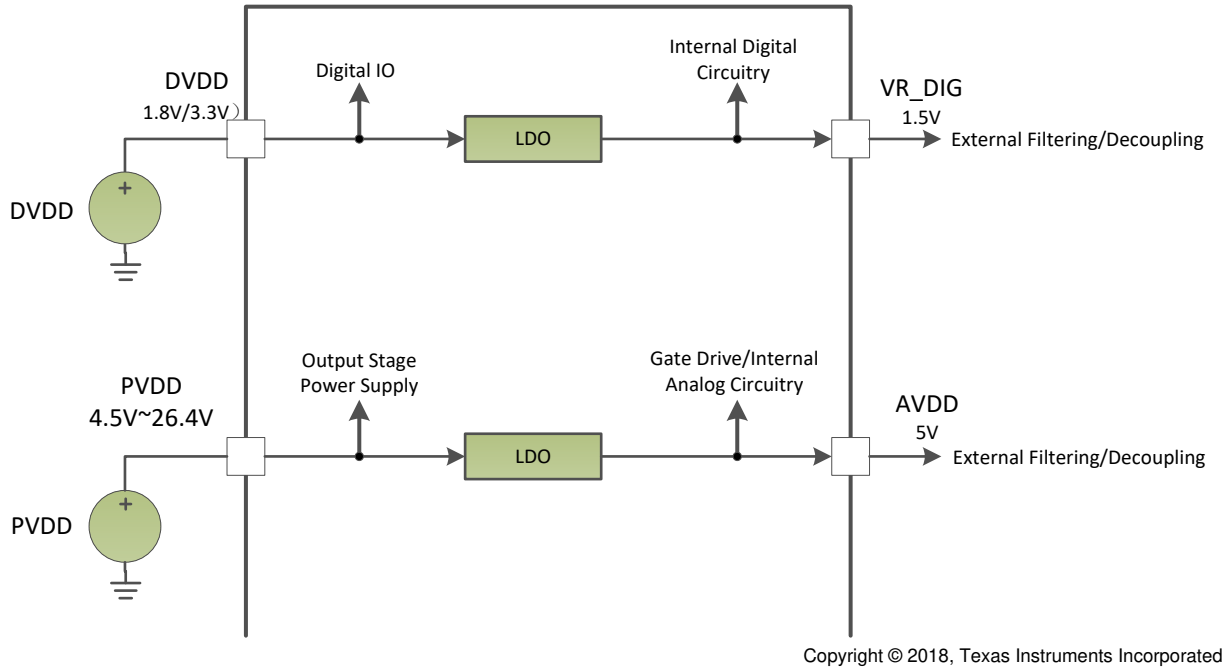 Digital IO
Internal Digital
Circuitry
DVDD
1.8V/3.3V）
LDO
VR_DIG
1.5V
External Filtering/Decoupling
+
DVDD
Output Stage
Power Supply
Gate Drive/Internal
Analog Circuitry
PVDD
4.5V~26.4V
LDO
AVDD
5V
External Filtering/Decoupling
+
PVDD
Copyright © 2018, Texas Instruments Incorporated